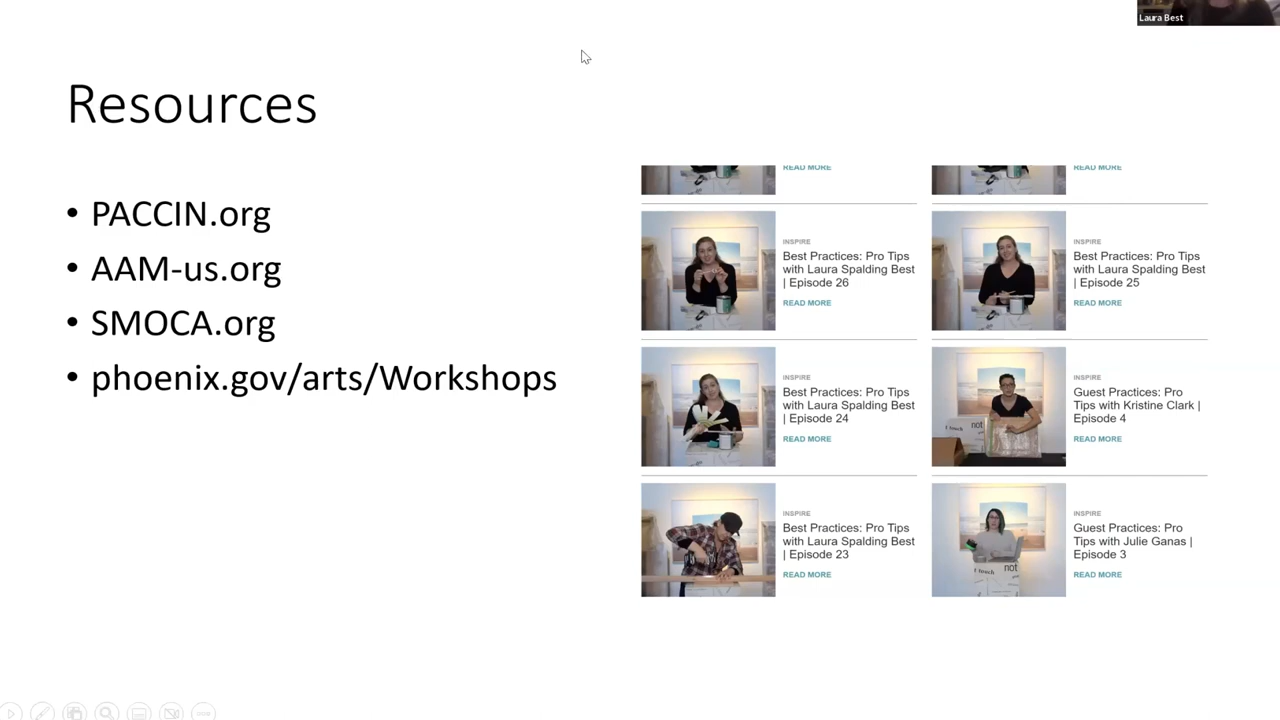 Laura Best
Resources
• PACCIN.org
• AAM-us.org
• SMOCA.org
• phoenix.gov/arts/Workshops
READ MORE
READ MORE
INSPIRE
Best Practices: Pro Tips
with Laura Spalding Best
| Episode 26
READ MORE
INSPIRE
Best Practices: Pro Tips
with Laura Spalding Best
| Episode 25
READ MORE
INSPIRE
Best Practices: Pro Tips
with Laura Spalding Best
| Episode 24
READ MORE
INSPIRE
Guest Practices: Pro
Tips with Kristine Clark |
Episode 4
READ MORE
not
INSPIRE
Best Practices: Pro Tips
with Laura Spalding Best
| Episode 23
READ MORE
INSPIRE
Guest Practices: Pro
Tips with Julie Ganas |
Episode 3
READ MORE
not
touch